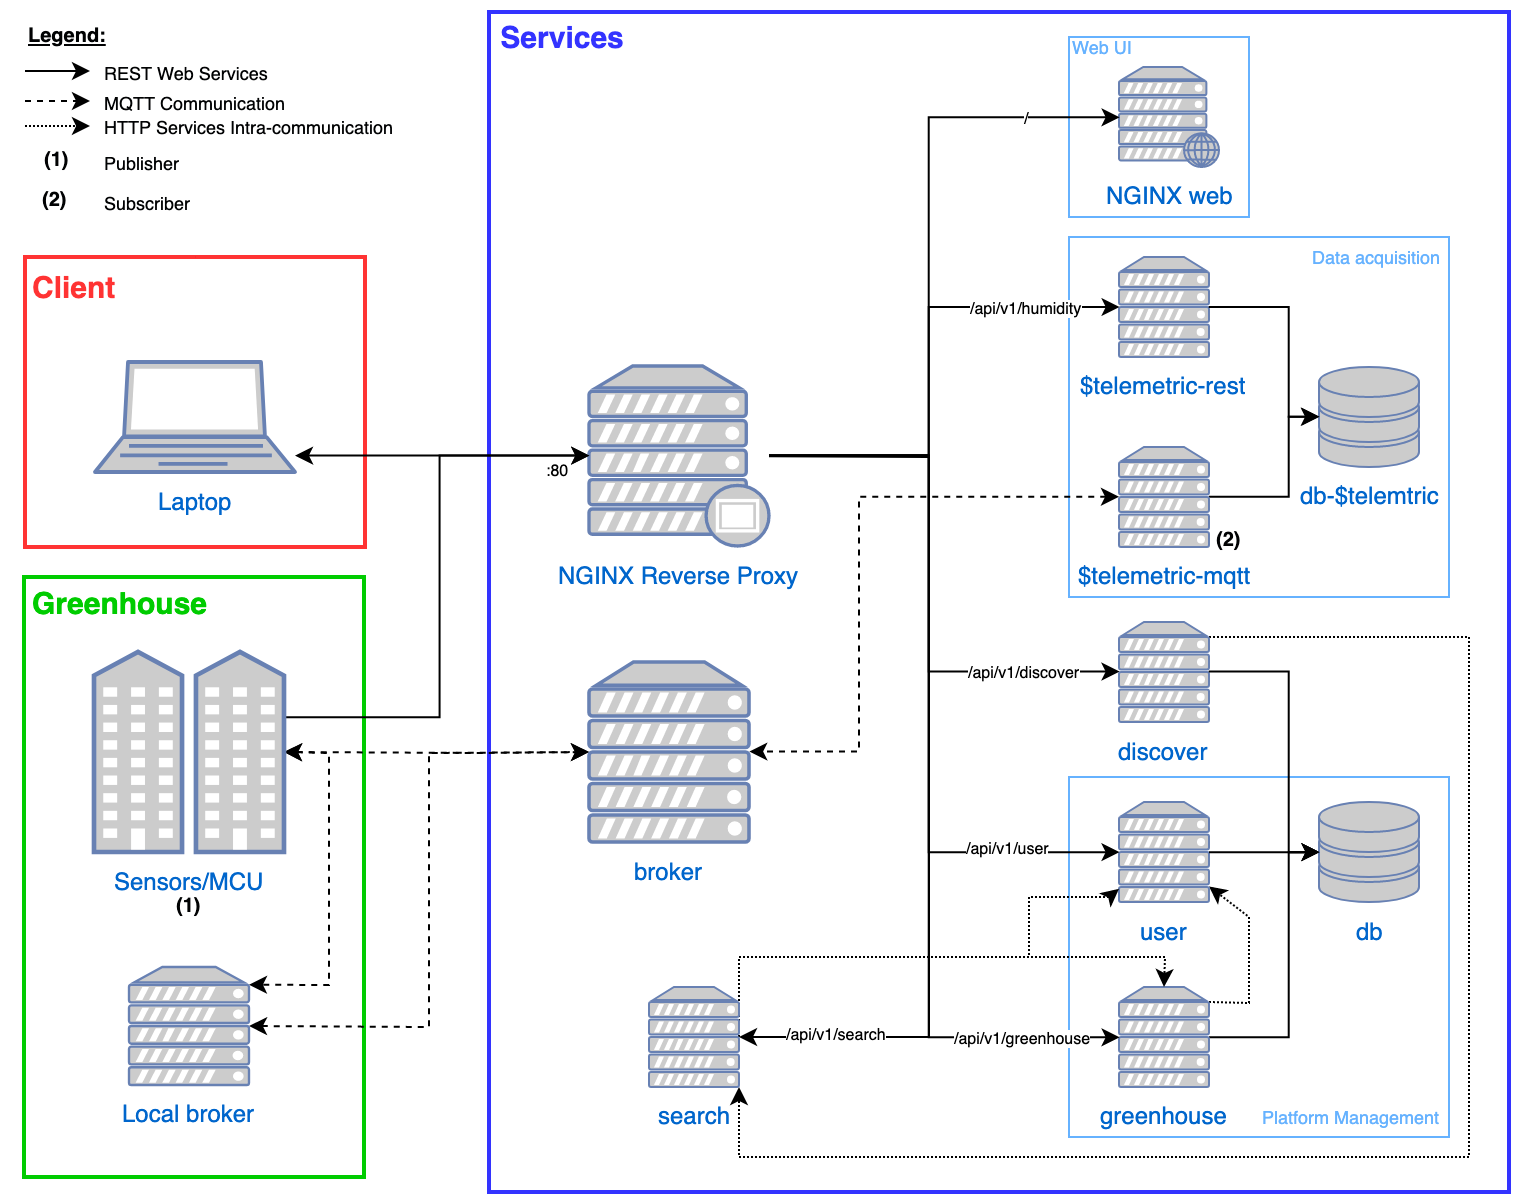 Legend:
REST Web Services
MQTT Communication
HTTP Services Intra-communication
(1)
Publisher
(2)
Subscriber
Client
Laptop
Greenhouse
Sensors/MCU
(1)
Local broker
Services
:80
NGINX Reverse Proxy
broker
/api/v1/search
search
Web UI
/
NGINX web
Data acquisition
/api/v1/humidity
$telemetric-rest
db-$telemtric
(2)
$telemetric-mqtt
/api/v1/discover
discover
/api/v1/user
user
db
/api/v1/greenhouse
greenhouse
Platform Management